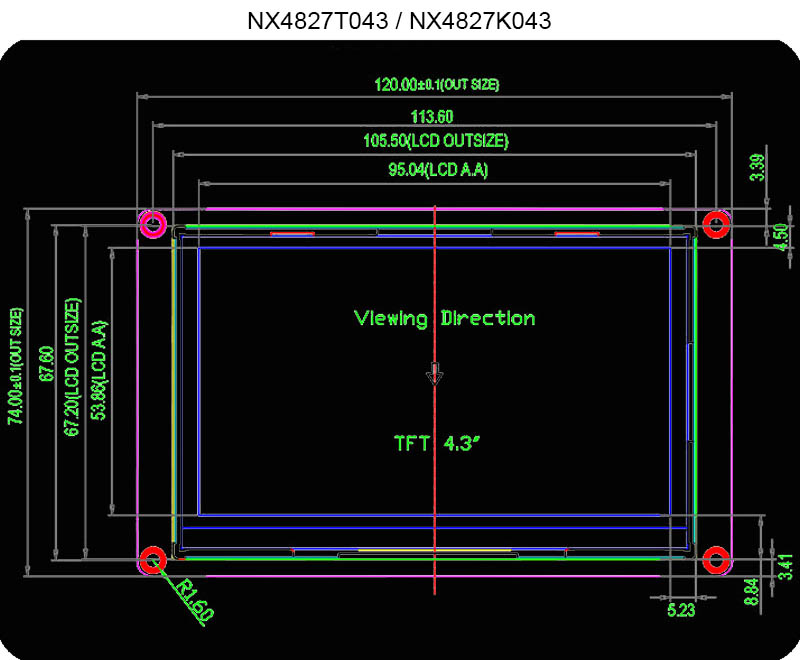 NX4827T043 / NX4827K043
120.00±0.1(OUT SIZE)
113.60
105.50(LCD OUTSIZE)
95.04(LCD A.A)
3.39
4.50
74.00±0.1(OUT SIZE)
67.60
67.20(LCD OUTSIZE)
53.86(LCD A.A)
Viewing Direction
TFT 4.3″
R1.60
5.23
8.84
3.41